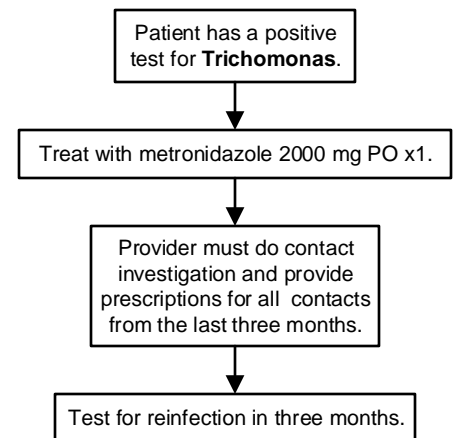 Patient has a positive
test for Trichomonas.
Treat with metronidazole 2000 mg PO x1.
Provider must do contact
investigation and provide
prescriptions for all contacts
from the last three months.
Test for reinfection in three months.